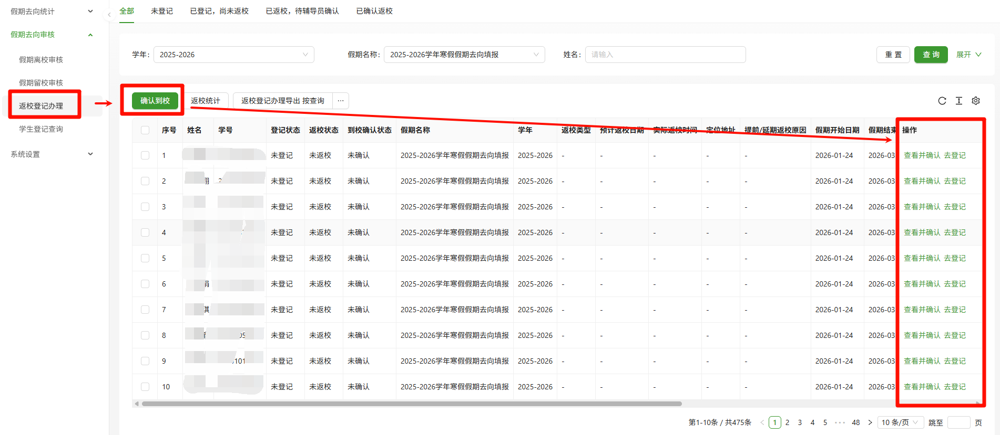 假期去向统计
假期去向审核
假期离校审核
假期留校审核
返校登记办理
学生登记查询
系统设置
全部 未登记 已登记，尚未返校 已返校，待辅导员确认 已确认返校
学年： 2025-2026 假期名称： 2025-2026学年寒假假期去向填报 姓名： 请输入 重 置 查 询 展开
确认到校 返校统计 返校登记办理导出 按查询 ···
序号 姓名 学号 登记状态 返校状态 到校确认状态 假期名称 学年 返校类型 预计返校日期 实际返校时间 定位地址 提前/延期返校原因 假期开始日期 假期结束 操作
1 未登记 未返校 未确认 2025-2026学年寒假假期去向填报 2025-2026 - - - - - 2026-01-24 2026-03 查看并确认 去登记
2 翔 未登记 未返校 未确认 2025-2026学年寒假假期去向填报 2025-2026 - - - - - 2026-01-24 2026-03 查看并确认 去登记
3 未登记 未返校 未确认 2025-2026学年寒假假期去向填报 2025-2026 - - - - - 2026-01-24 2026-03 查看并确认 去登记
4 未登记 未返校 未确认 2025-2026学年寒假假期去向填报 2025-2026 - - - - - 2026-01-24 2026-03 查看并确认 去登记
5 未登记 未返校 未确认 2025-2026学年寒假假期去向填报 2025-2026 - - - - - 2026-01-24 2026-03 查看并确认 去登记
6 未登记 未返校 未确认 2025-2026学年寒假假期去向填报 2025-2026 - - - - - 2026-01-24 2026-03 查看并确认 去登记
7 淇 未登记 未返校 未确认 2025-2026学年寒假假期去向填报 2025-2026 - - - - - 2026-01-24 2026-03 查看并确认 去登记
8 05 未登记 未返校 未确认 2025-2026学年寒假假期去向填报 2025-2026 - - - - - 2026-01-24 2026-03 查看并确认 去登记
9 101 未登记 未返校 未确认 2025-2026学年寒假假期去向填报 2025-2026 - - - - - 2026-01-24 2026-03 查看并确认 去登记
10 未登记 未返校 未确认 2025-2026学年寒假假期去向填报 2025-2026 - - - - - 2026-01-24 2026-03 查看并确认 去登记
第1-10条 / 共475条 < 1 2 3 4 5 ··· 48 > 10 条/页 跳至 页